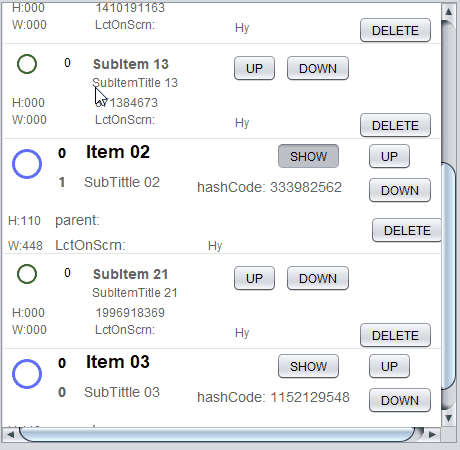 H:000 1410191163
W:000 LctOnScrn: Hy DELETE
0 SubItem 13 UP DOWN
SubItemTitle 13
H:000 71384673
W:000 LctOnScrn: Hy DELETE
0 Item 02 SHOW UP
1 SubTittle 02 hashCode: 333982562 DOWN
H:110 parent: DELETE
W:448 LctOnScrn: Hy
0 SubItem 21 UP DOWN
SubItemTitle 21
H:000 1996918369
W:000 LctOnScrn: Hy DELETE
0 Item 03 SHOW UP
0 SubTittle 03 hashCode: 1152129548 DOWN